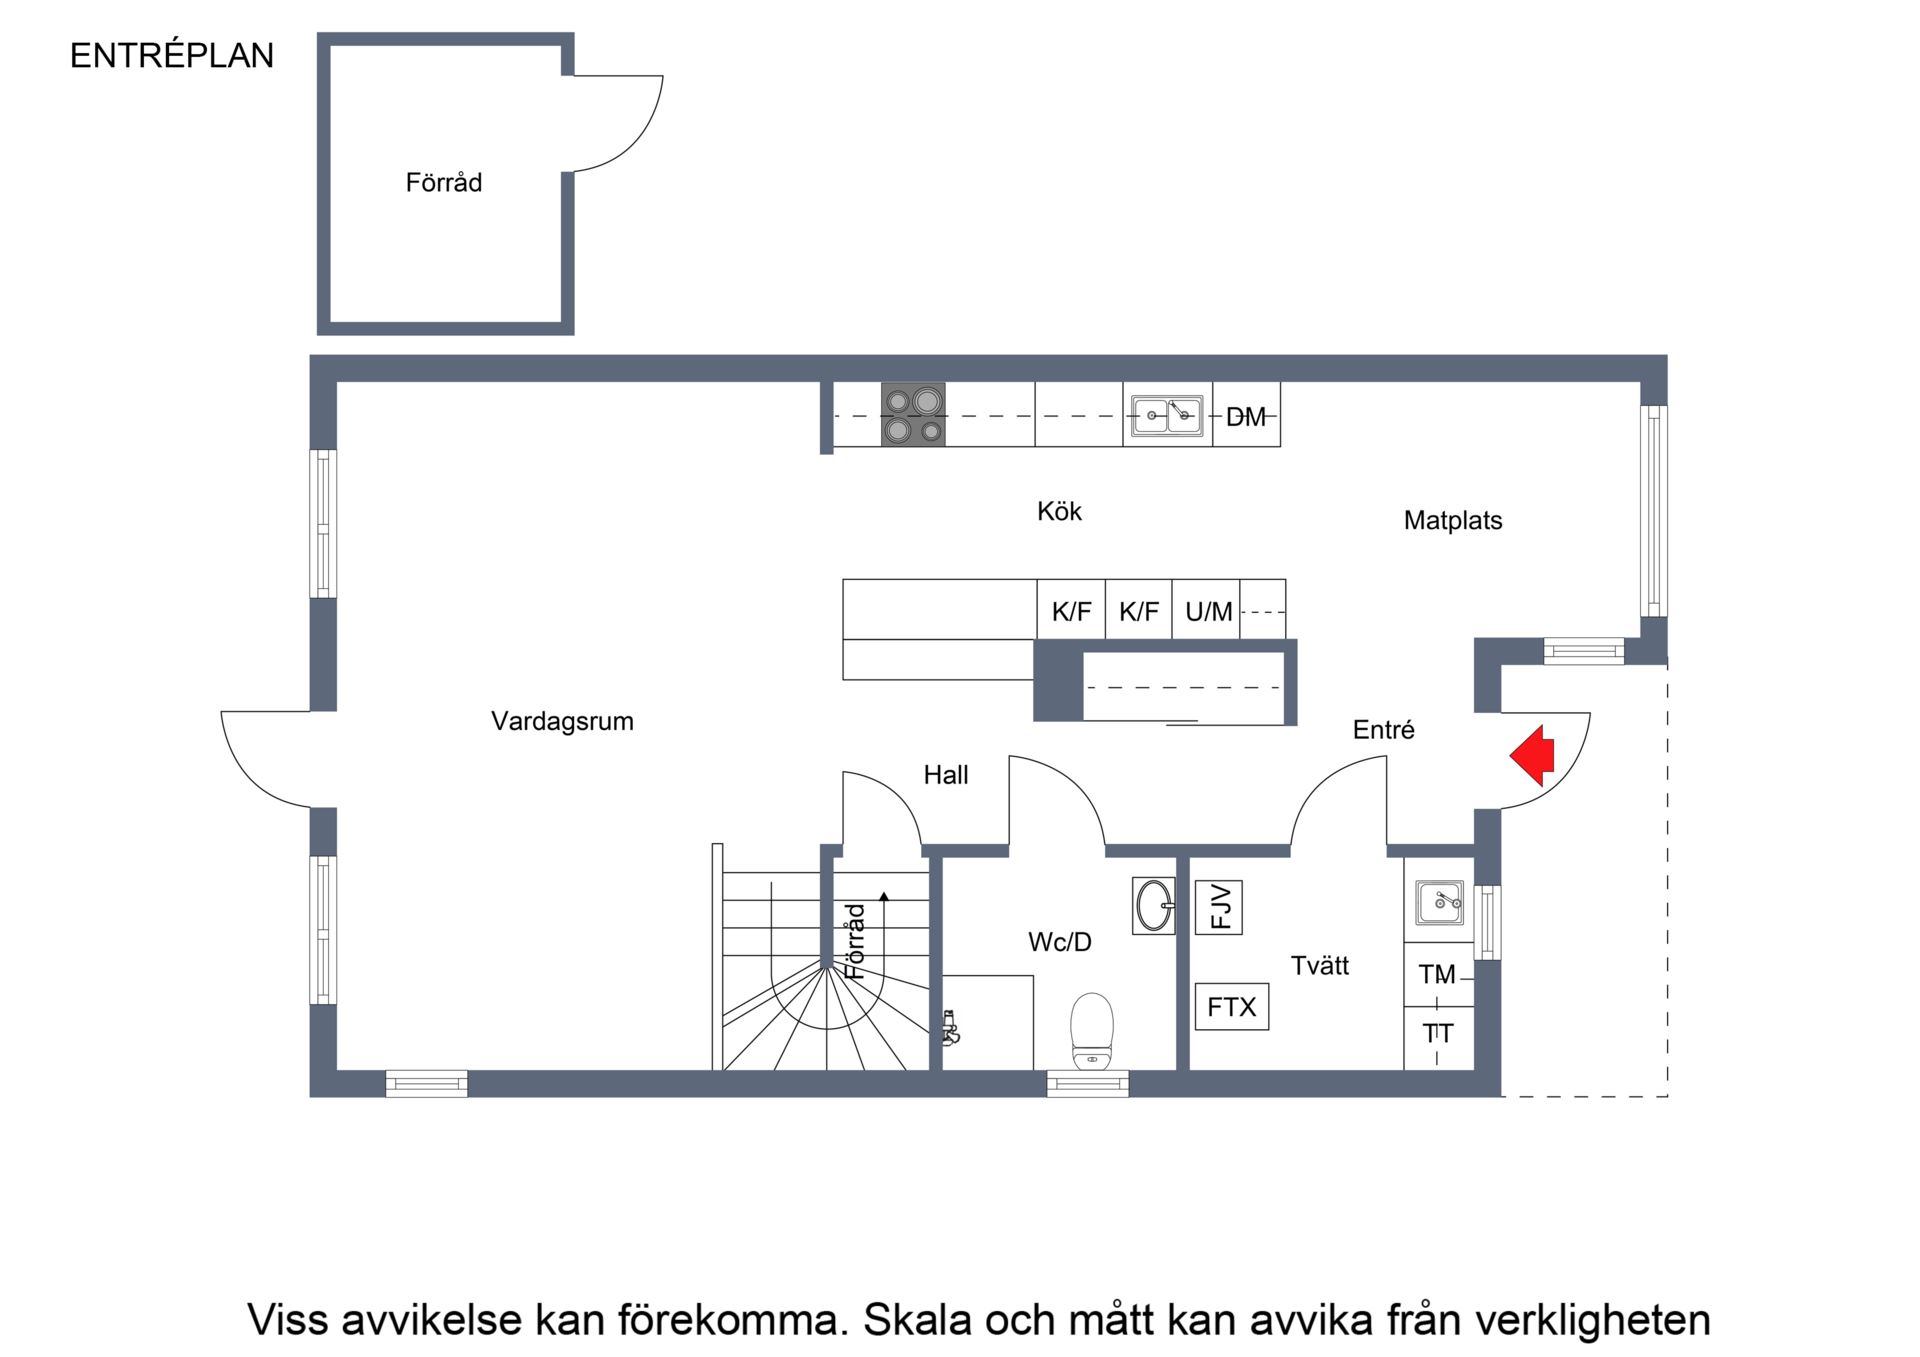 ENTRÉPLAN
Förråd
DM
Kök
Matplats
K/F
K/F
U/M
Vardagsrum
Entré
Hall
Förråd
FJV
Wc/D
Tvätt
TM
FTX
TT
Viss avvikelse kan förekomma. Skala och mått kan avvika från verkligheten